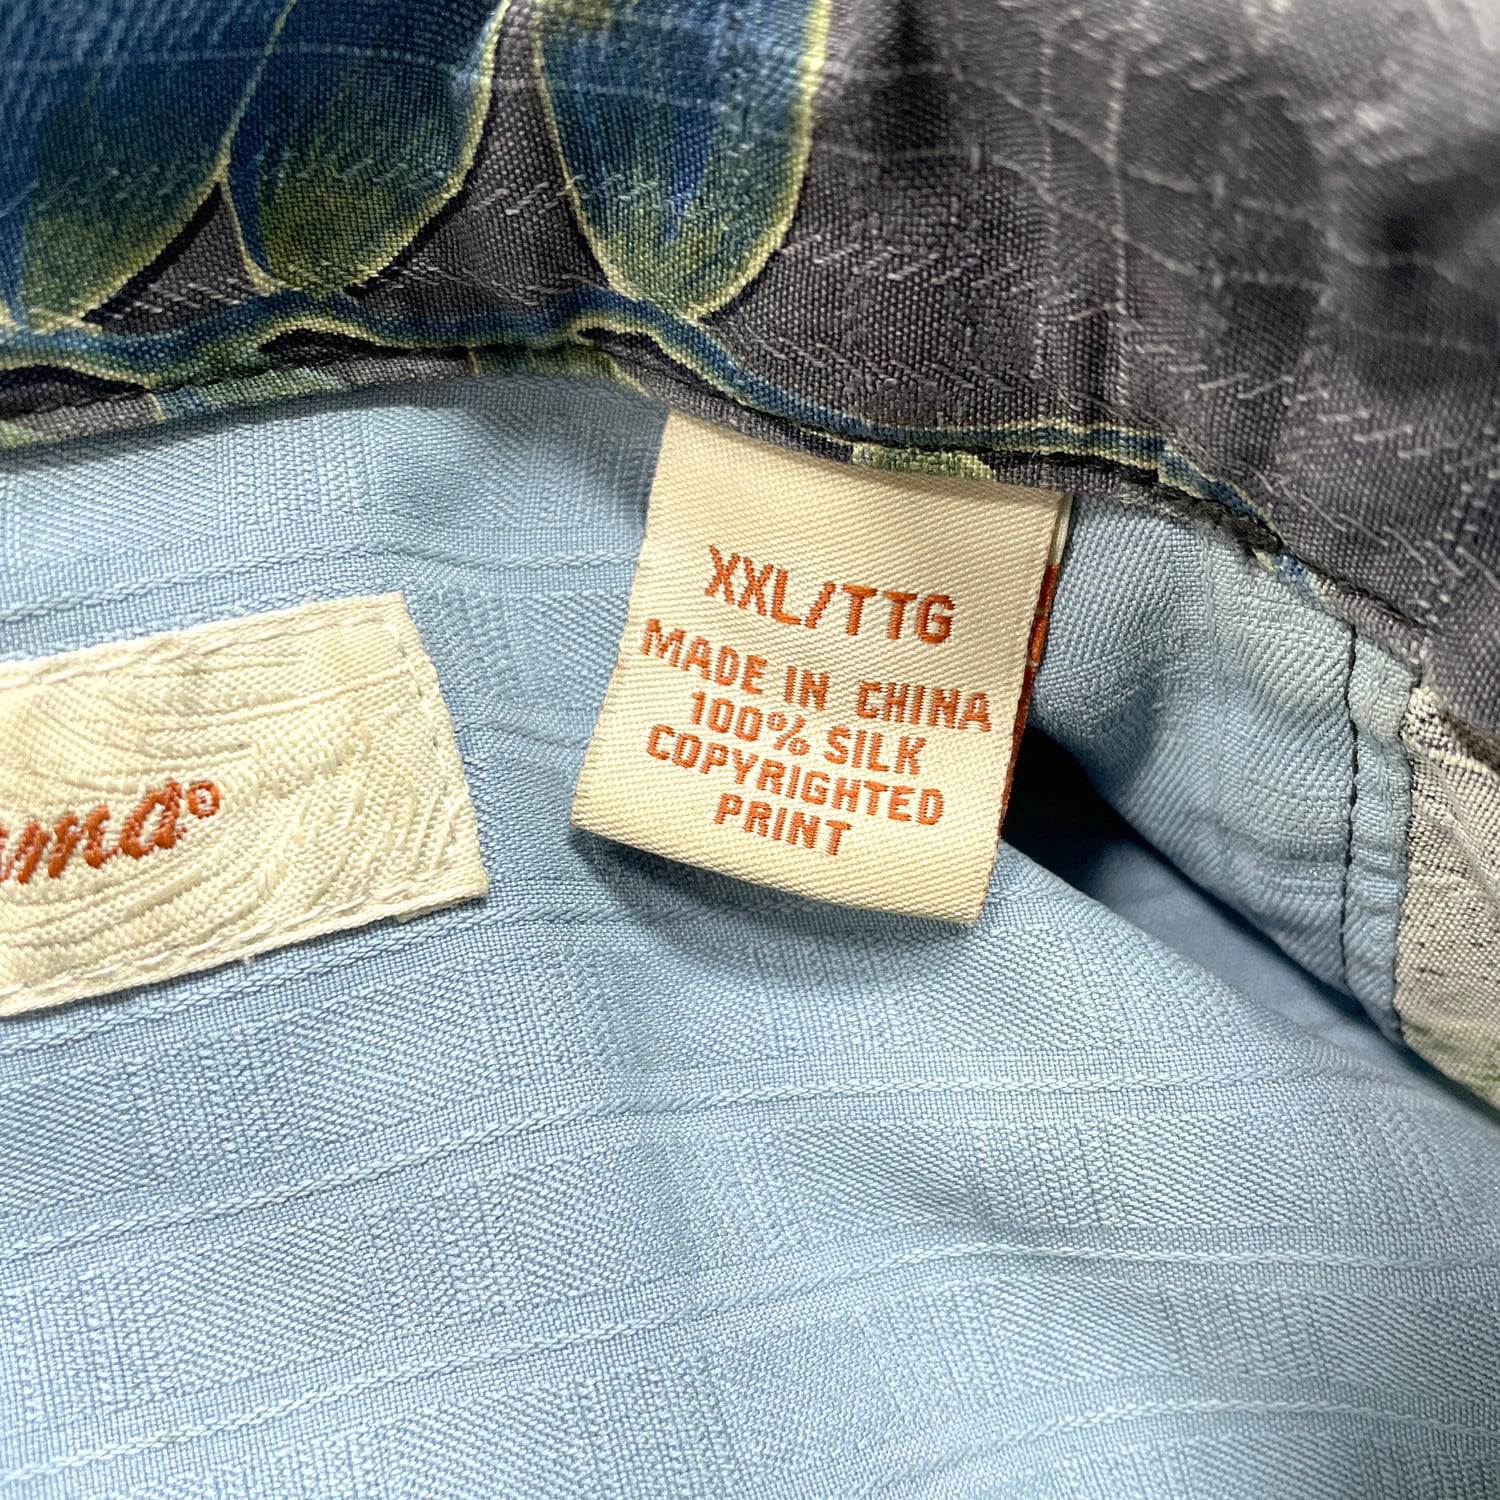 XXL/TTG
MADE IN CHINA
100% SILK
COPYRIGHTED
PRINT